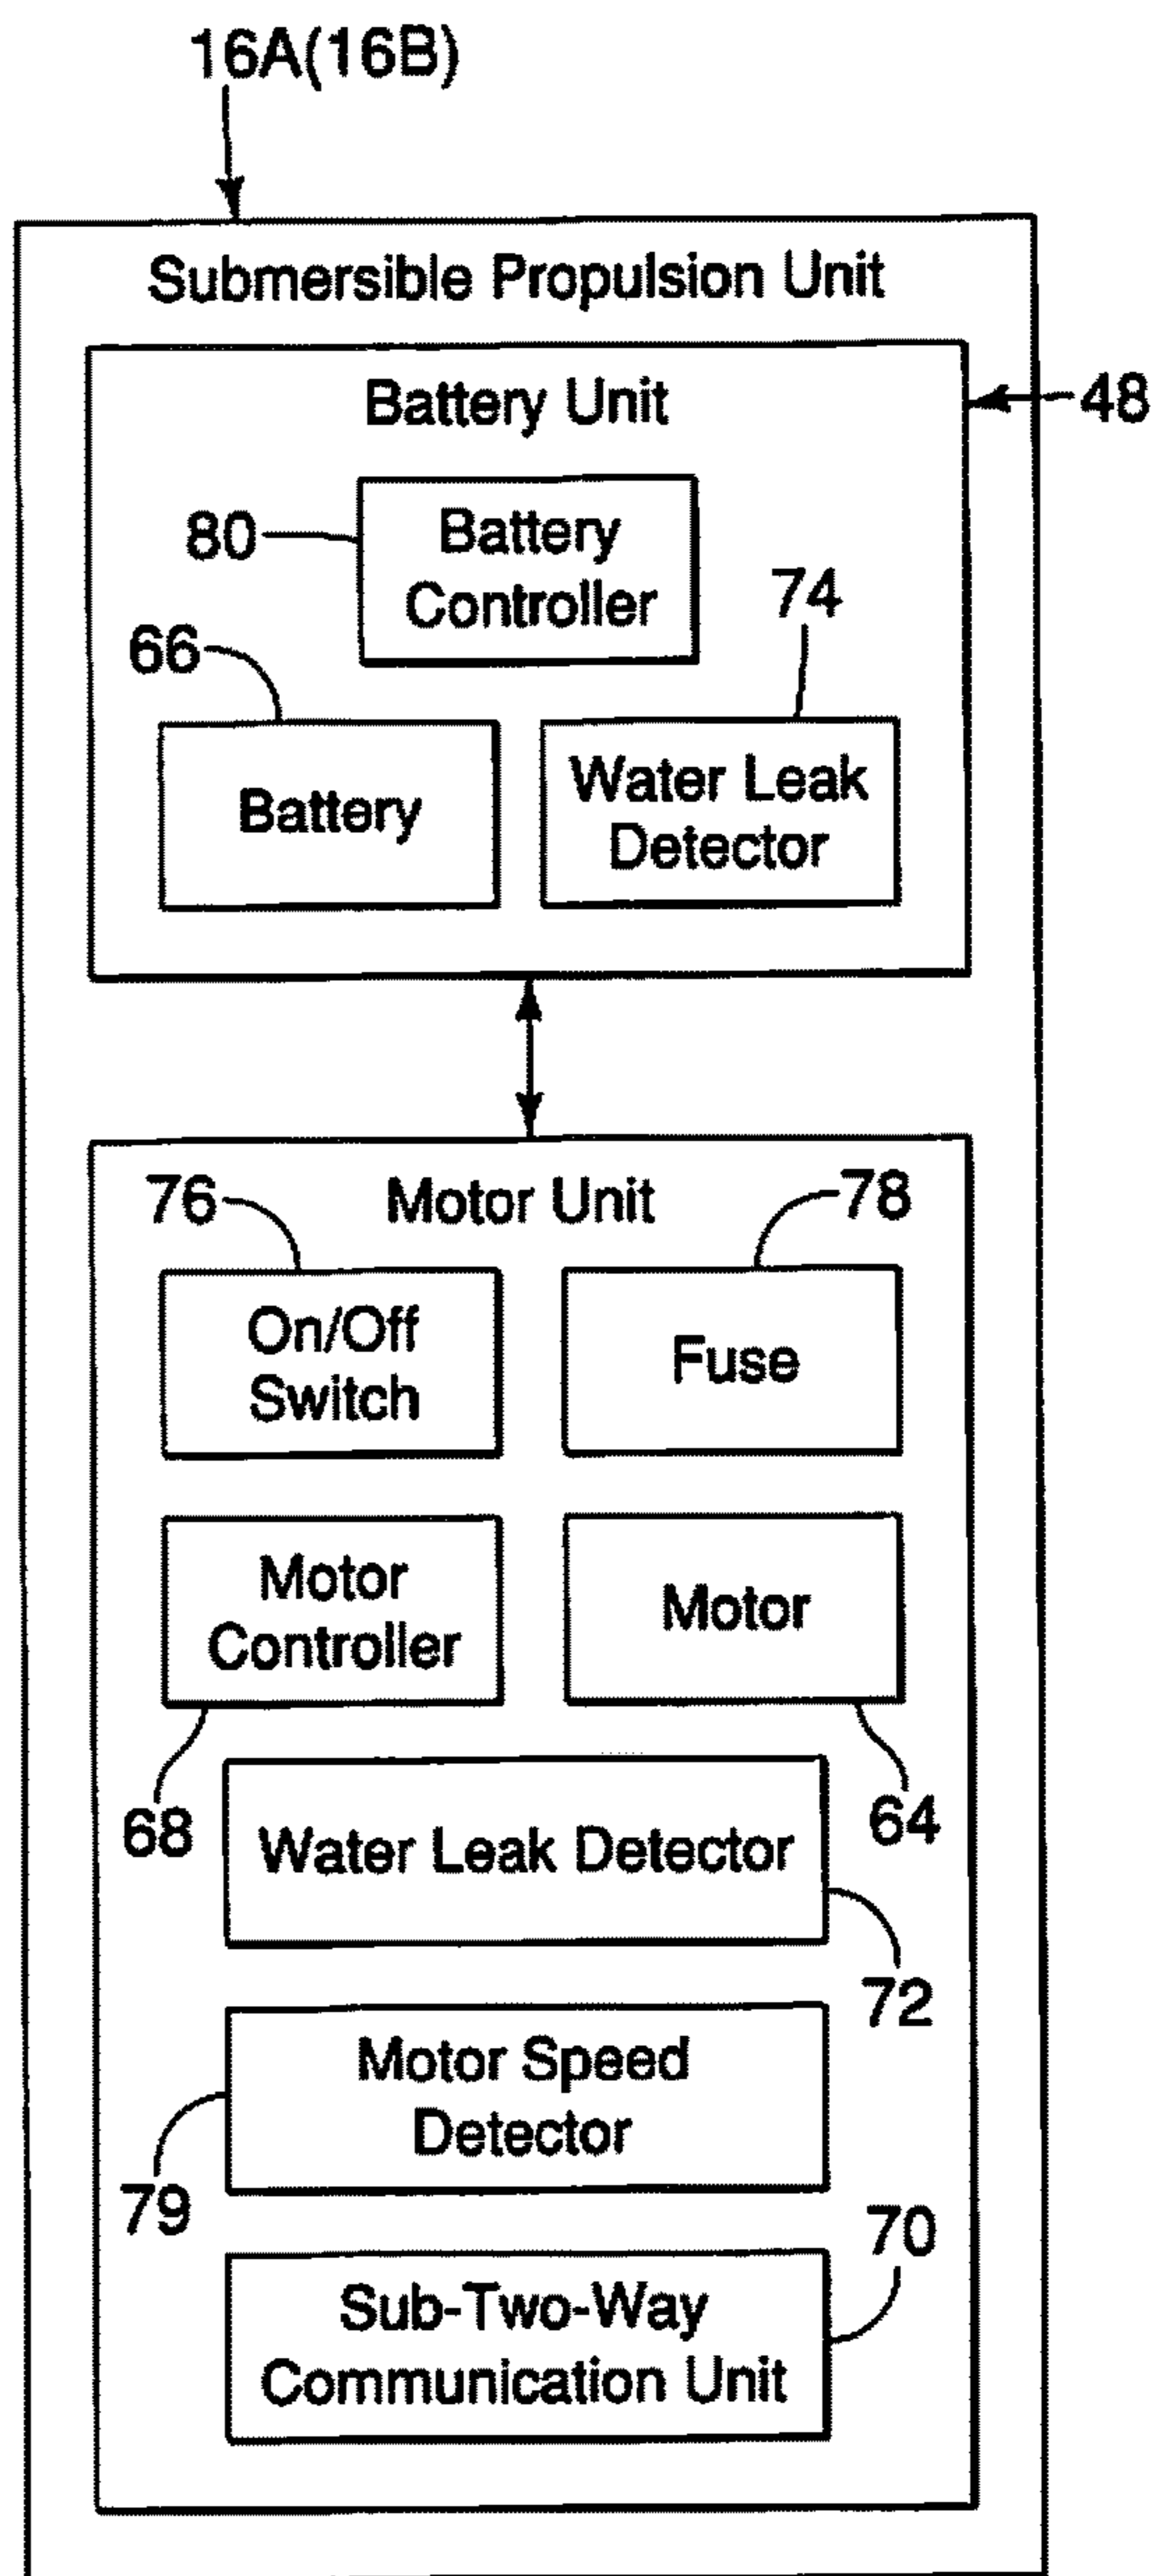 16A(16B)
Submersible Propulsion Unit
Battery Unit
48
80
Battery
Controller
74
66
Battery
Water Leak
Detector
Motor Unit
76
78
On/Off
Switch
Fuse
Motor
Controller
Motor
68
64
Water Leak Detector
72
Motor Speed
Detector
79
70
Sub-Two-Way
Communication Unit